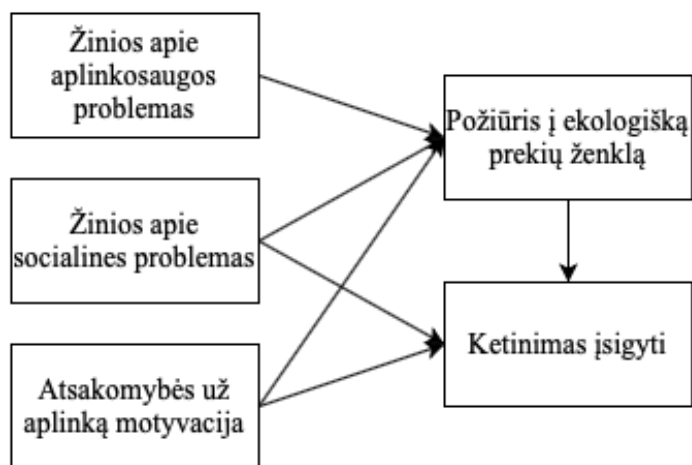 Žinios apie
aplinkosaugos
problemas
Požiūris į ekologišką
prekių ženklą
Žinios apie
socialines problemas
Ketinimas įsigyti
Atsakomybės už
aplinką motyvacija